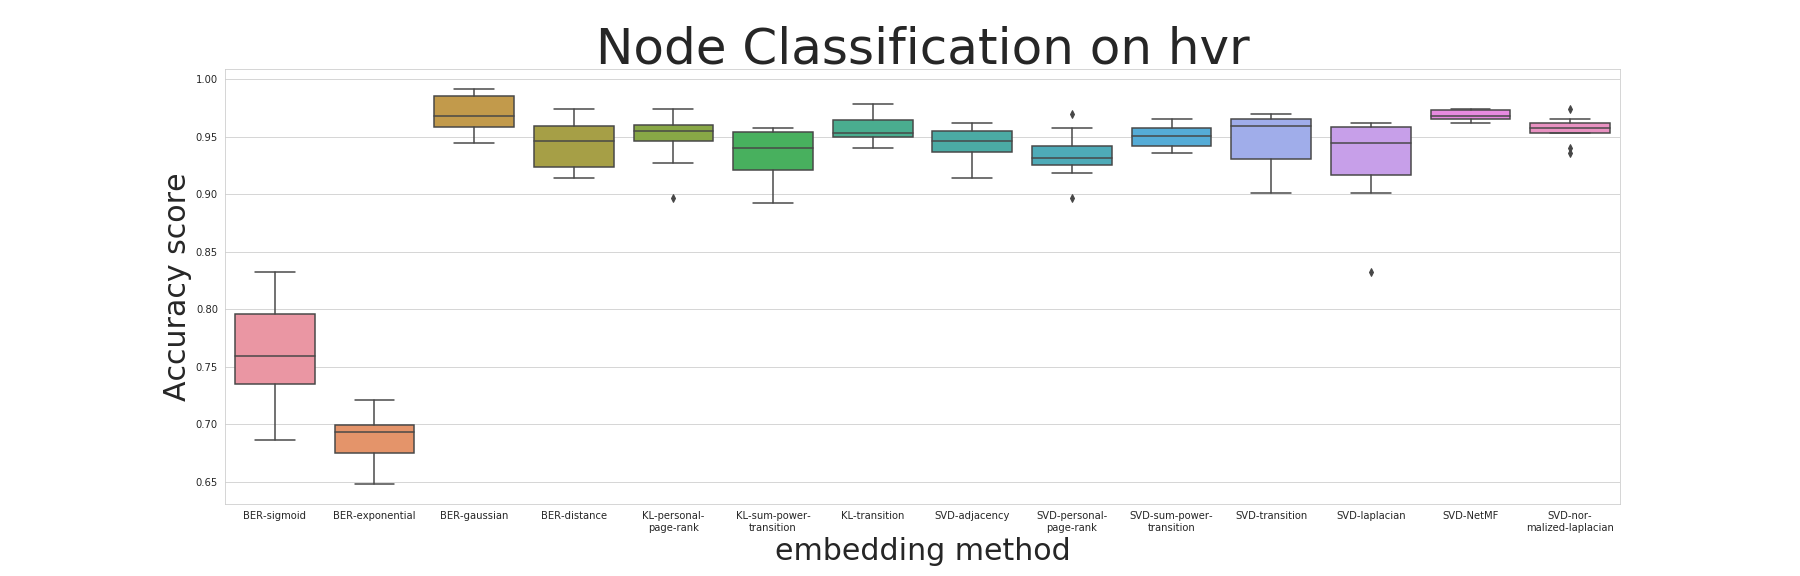 Node Classification on hvr
Accuracy score
1.00
0.95
0.90
0.85
0.80
0.75
0.70
0.65
BER-sigmoid
BER-exponential
BER-gaussian
BER-distance
KL-personal-
page-rank
KL-sum-power-
transition
KL-transition
SVD-adjacency
SVD-personal-
page-rank
SVD-sum-power-
transition
SVD-transition
SVD-laplacian
SVD-NetMF
SVD-nor-
malized-laplacian
embedding method